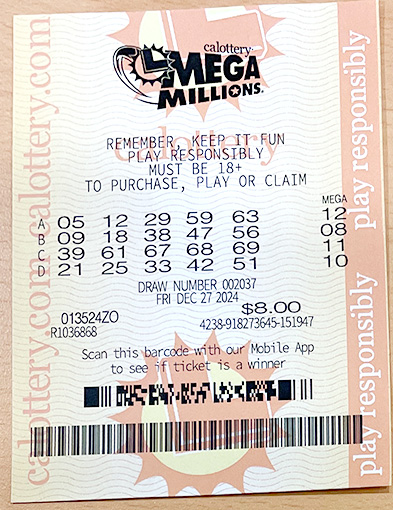 calottery
MEGA
MILLIONS
REMEMBER, KEEP IT FUN
PLAY RESPONSIBLY
MUST BE 18+
TO PURCHASE, PLAY OR CLAIM
MEGA
A 05 12 29 59 63 12
B 09 18 38 47 56 08
C 39 61 67 68 69 11
D 21 25 33 42 51 10
DRAW NUMBER 002037
FRI DEC 27 2024
$8.00
013524ZO
R1036868
4238-918273645-151947
Scan this barcode with our Mobile App
to see if ticket is a winner
calottery.com
calottery.com
play responsibly
play responsibly
calottery